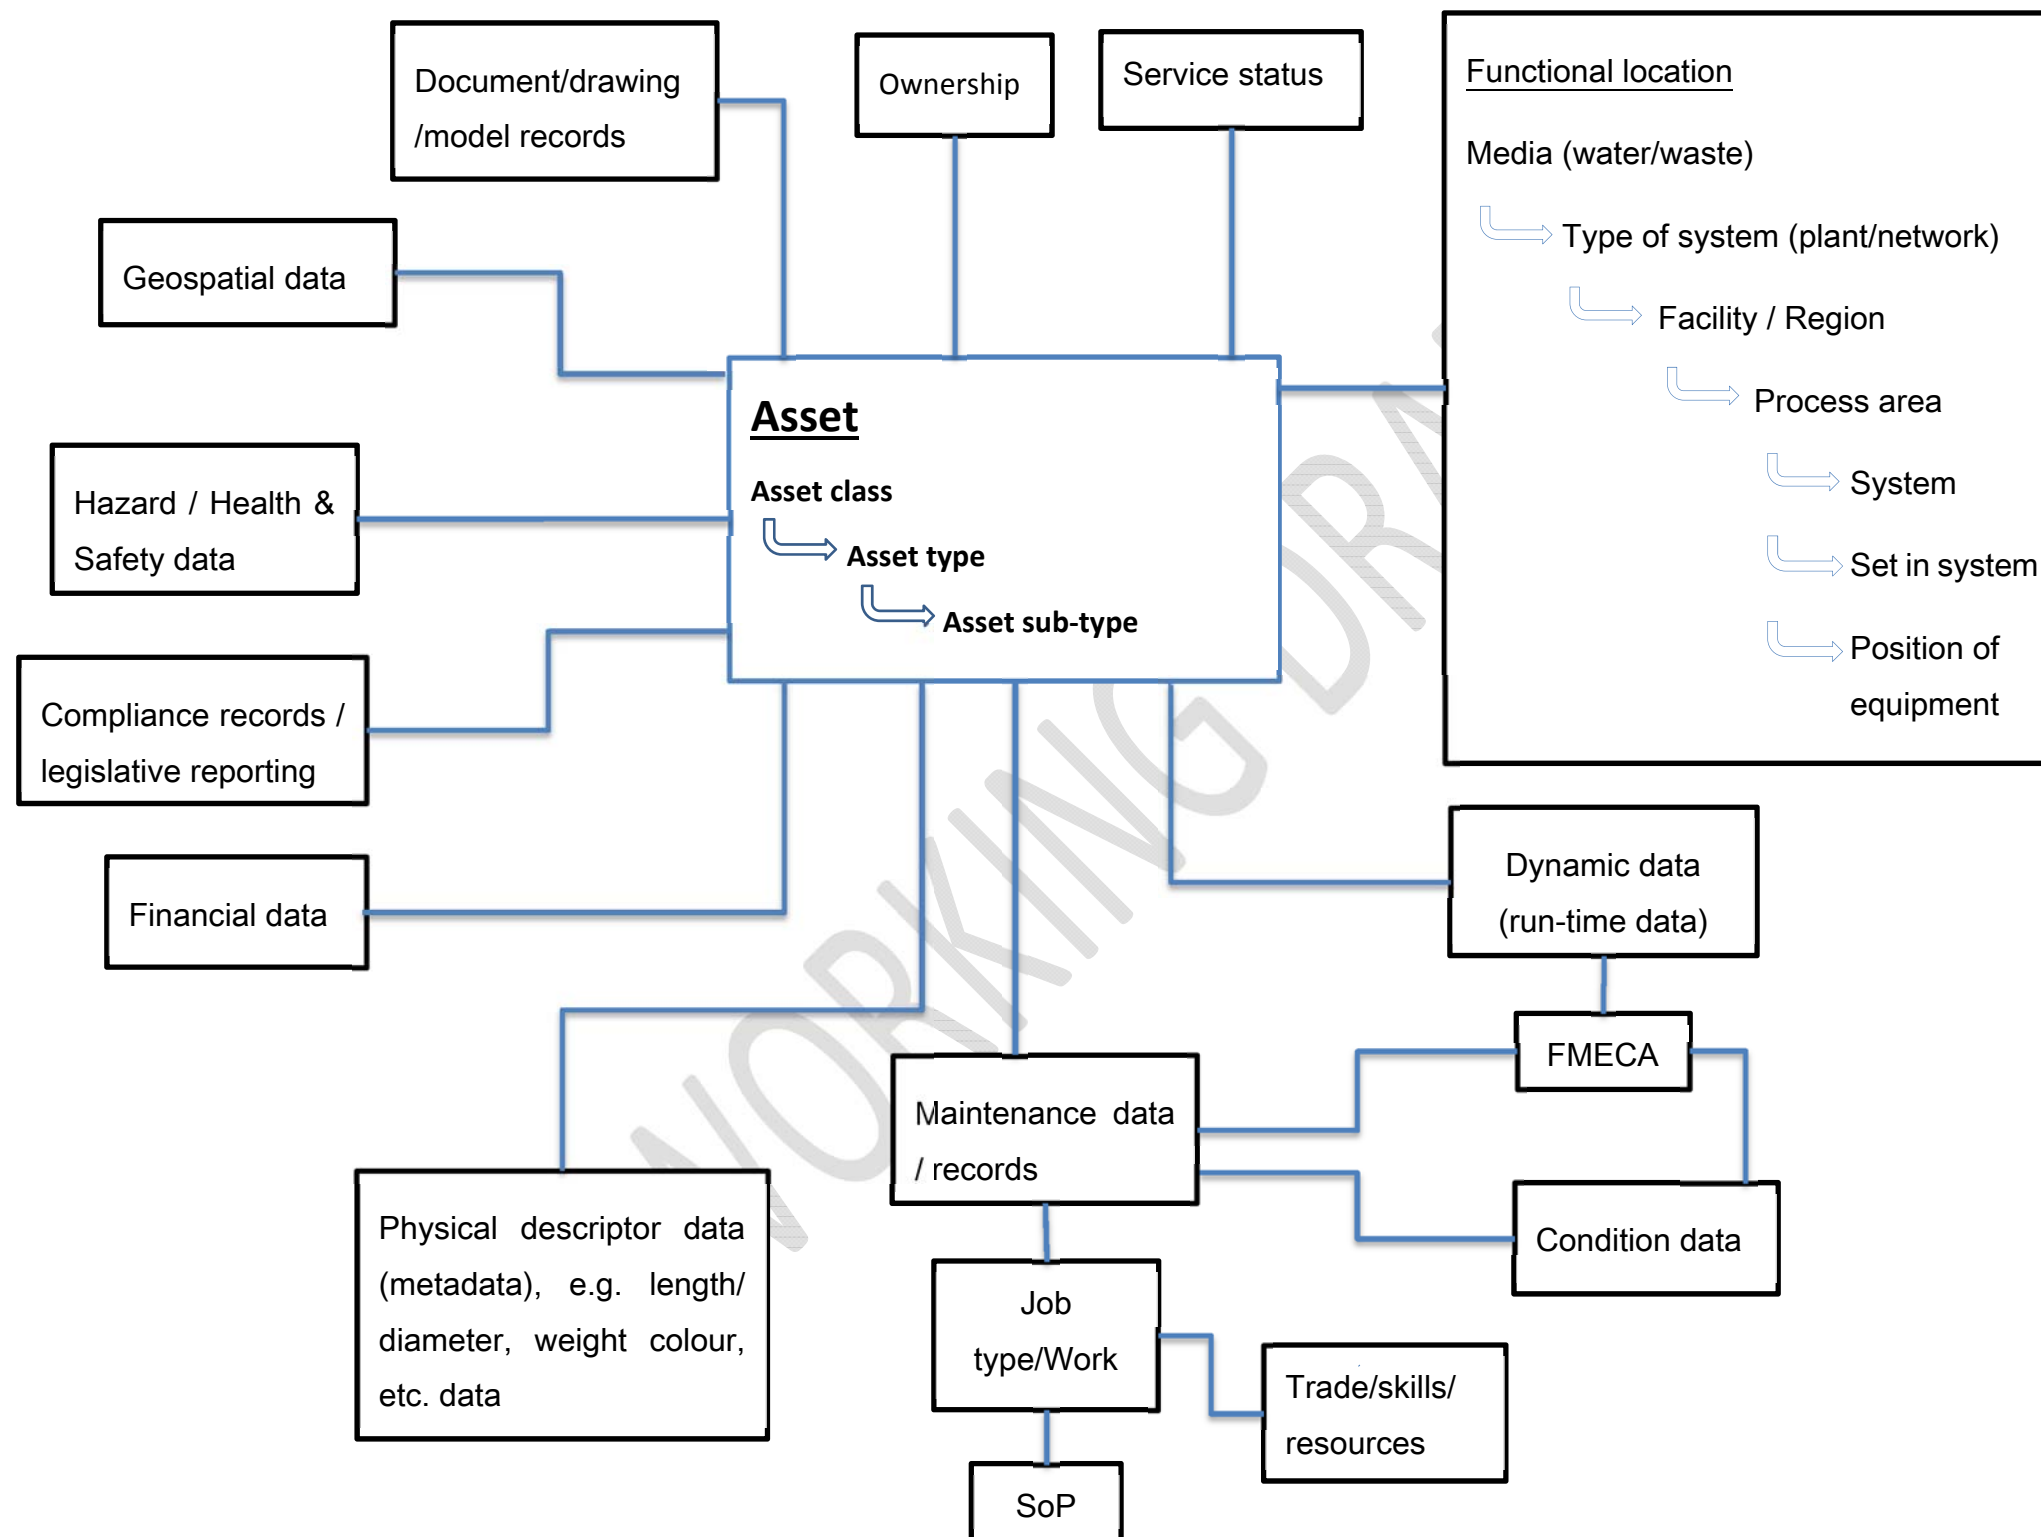 Document/drawing
/model records
Ownership
Service status
Functional location
Media (water/waste)
Type of system (plant/network)
Facility / Region
Process area
System
Set in system
Position of
equipment
Geospatial data
Asset
Asset class
Asset type
Asset sub-type
Hazard / Health &
Safety data
Compliance records /
legislative reporting
Financial data
Dynamic data
(run-time data)
FMECA
Maintenance data
/ records
Condition data
Physical descriptor data
(metadata), e.g. length/
diameter, weight colour,
etc. data
Job
type/Work
Trade/skills/
resources
SoP
WORKING DRA